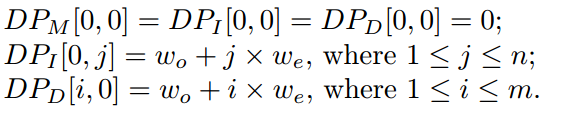 DP_M[0, 0] = DP_I[0, 0] = DP_D[0, 0] = 0;
DP_I[0, j] = w_o + j × w_e, where 1 ≤ j ≤ n;
DP_D[i, 0] = w_o + i × w_e, where 1 ≤ i ≤ m.